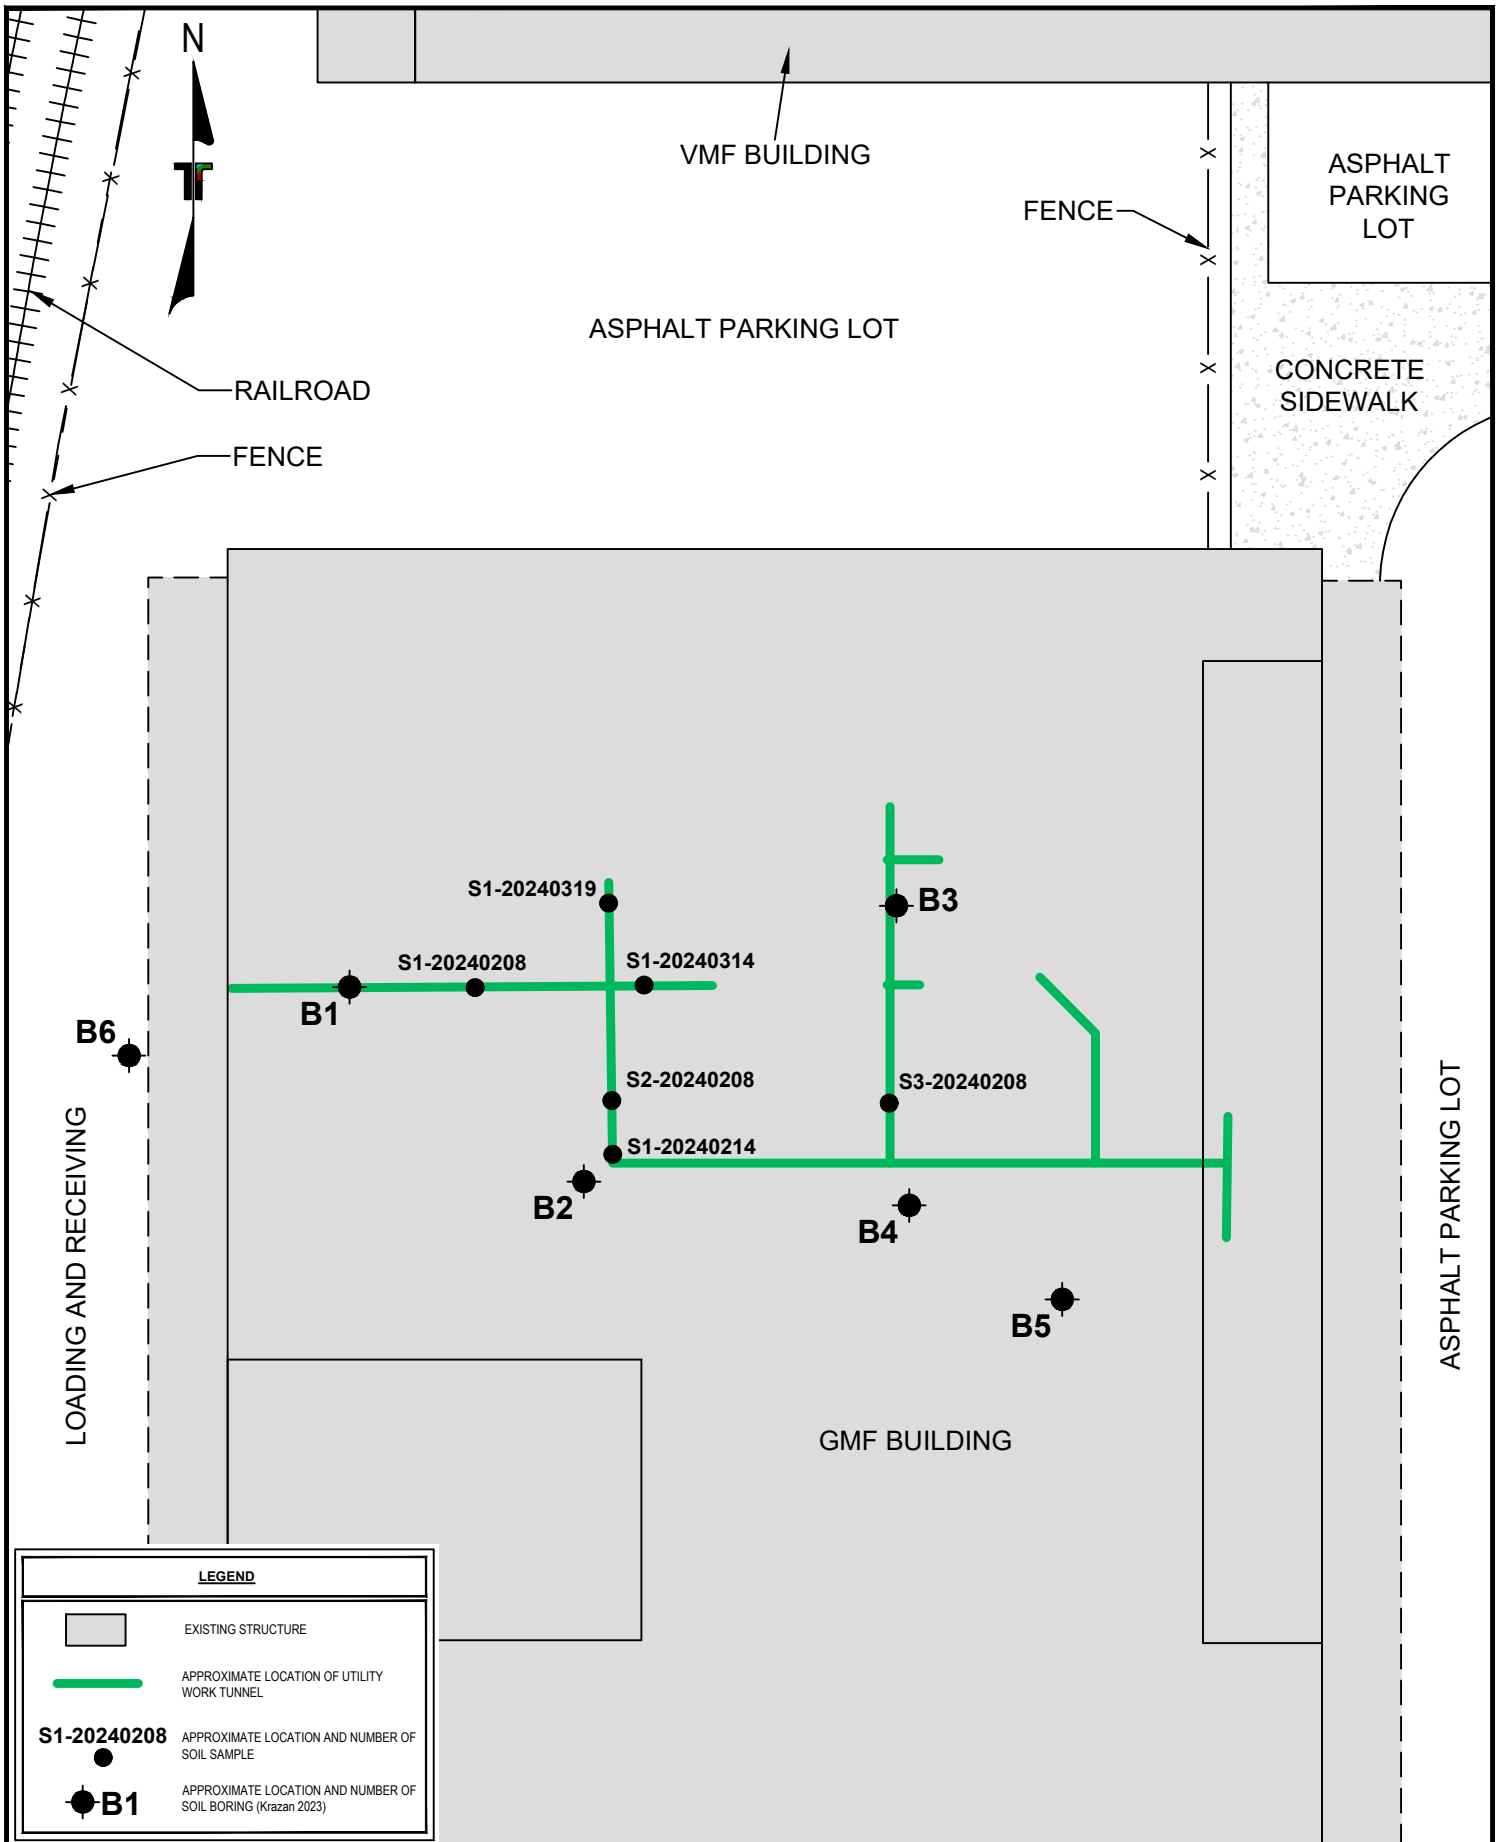 N
VMF BUILDING
ASPHALT
PARKING
LOT
FENCE
ASPHALT PARKING LOT
CONCRETE
SIDEWALK
RAILROAD
FENCE
S1-20240319
B3
S1-20240208
S1-20240314
B1
B6
S2-20240208
S3-20240208
S1-20240214
B2
B4
B5
LOADING AND RECEIVING
ASPHALT PARKING LOT
GMF BUILDING
LEGEND
EXISTING STRUCTURE
APPROXIMATE LOCATION OF UTILITY
WORK TUNNEL
S1-20240208
APPROXIMATE LOCATION AND NUMBER OF
SOIL SAMPLE
B1
APPROXIMATE LOCATION AND NUMBER OF
SOIL BORING (Krazan 2023)